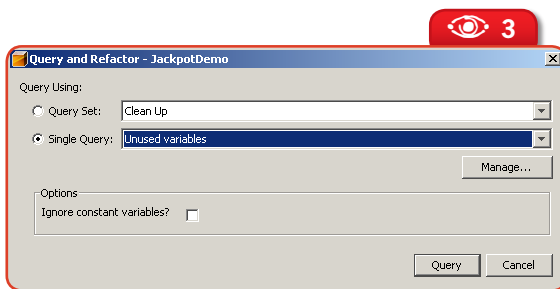 3
Query and Refactor - JackpotDemo
Query Using:
Query Set: Clean Up
Single Query: Unused variables
Manage...
Options
Ignore constant variables?
Query Cancel